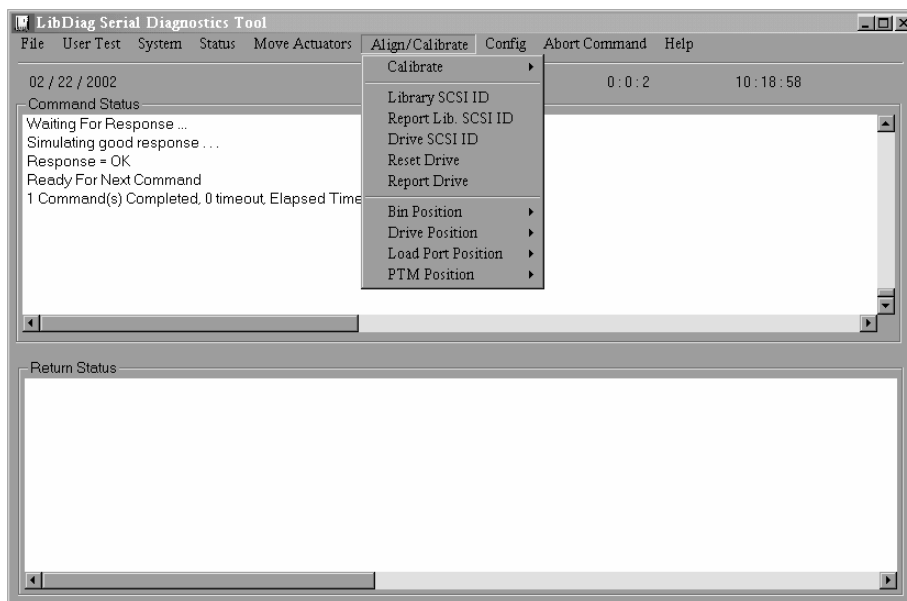 LibDiag Serial Diagnostics Tool
File User Test System Status Move Actuators Align/Calibrate Config Abort Command Help
02 / 22 / 2002 0 : 0 : 2 10 : 18 : 58
Command Status
Waiting For Response ...
Simulating good response . . .
Response = OK
Ready For Next Command
1 Command(s) Completed, 0 timeout, Elapsed Time
Calibrate
Library SCSI ID
Report Lib. SCSI ID
Drive SCSI ID
Reset Drive
Report Drive
Bin Position
Drive Position
Load Port Position
PTM Position
Return Status